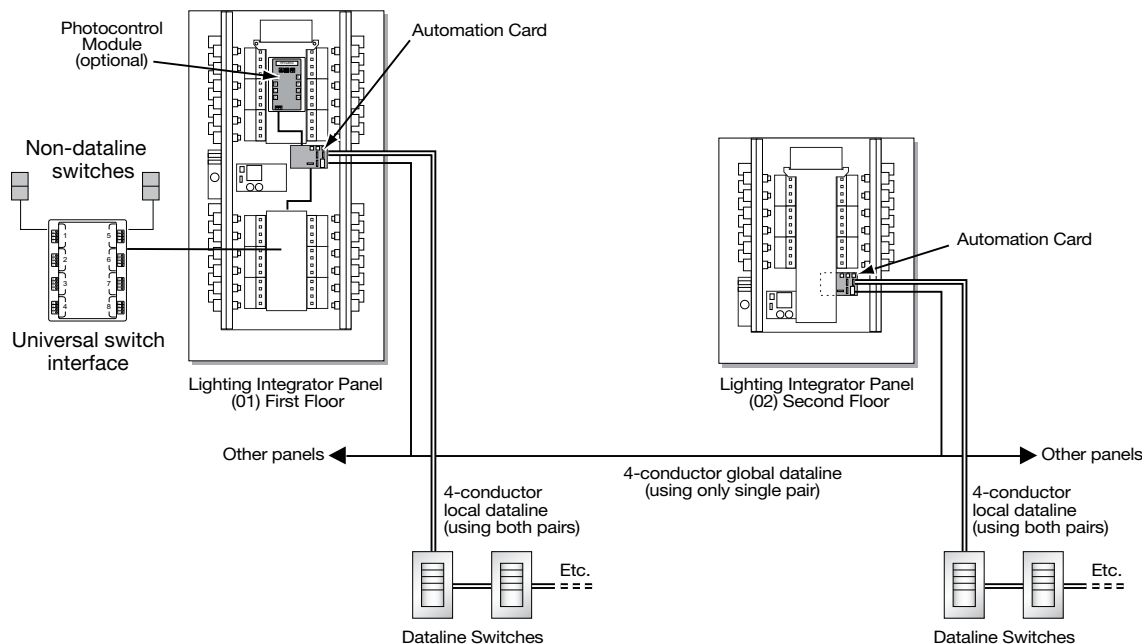 Photocontrol
Module
(optional)
Automation Card
Non-dataline
switches
1
2
3
4
5
6
7
8
Universal switch
interface
Lighting Integrator Panel
(01) First Floor
Automation Card
Lighting Integrator Panel
(02) Second Floor
Other panels
Other panels
4-conductor global dataline
(using only single pair)
4-conductor
local dataline
(using both pairs)
4-conductor
local dataline
(using both pairs)
Etc.
Etc.
Dataline Switches
Dataline Switches